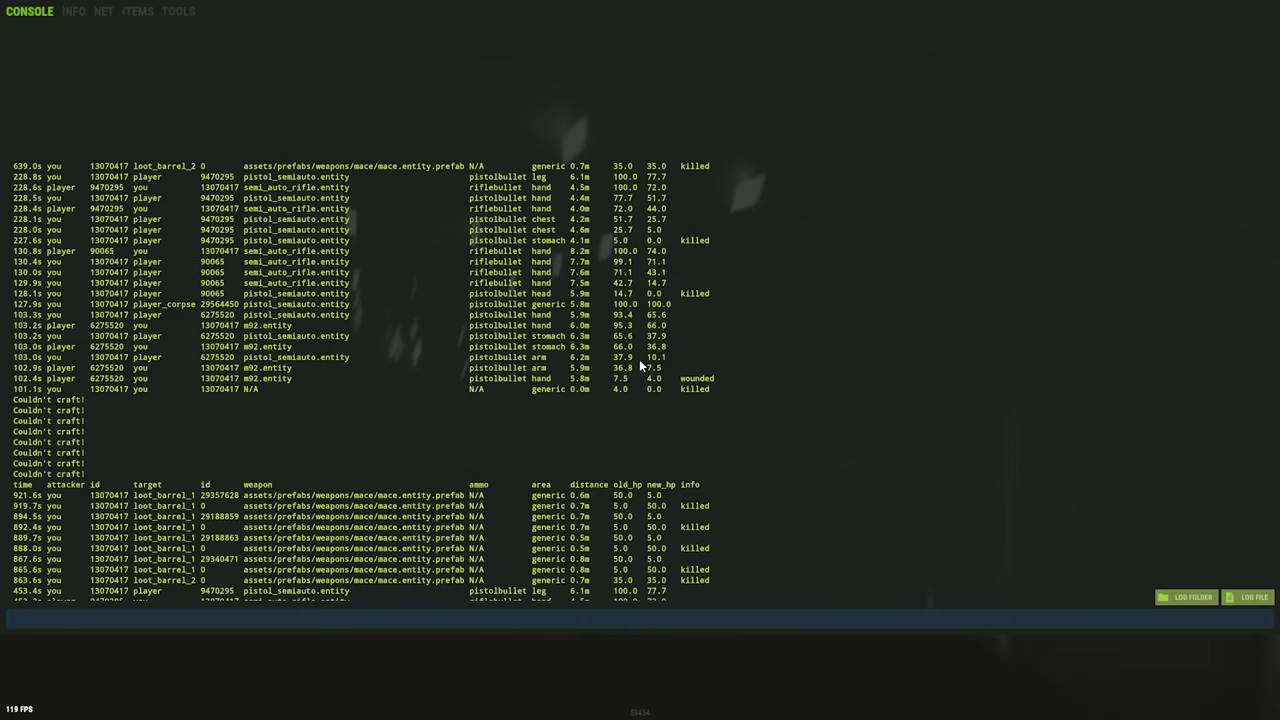 CONSOLE INFO NET ITEMS TOOLS
639.0s you 13070417 loot_barrel_2 0 assets/prefabs/weapons/mace/mace.entity.prefab N/A generic 0.7m 35.0 35.0 killed
228.8s you 13070417 player 9470295 pistol_semiauto.entity pistolbullet leg 6.1m 100.0 77.7
228.6s player 9470295 you 13070417 semi_auto_rifle.entity riflebullet hand 4.5m 100.0 72.0
228.5s you 13070417 player 9470295 pistol_semiauto.entity pistolbullet hand 4.4m 77.7 51.7
228.4s player 9470295 you 13070417 semi_auto_rifle.entity riflebullet hand 4.0m 72.0 44.0
228.1s you 13070417 player 9470295 pistol_semiauto.entity pistolbullet chest 4.2m 51.7 25.7
228.0s you 13070417 player 9470295 pistol_semiauto.entity pistolbullet chest 4.6m 25.7 5.0
227.6s you 13070417 player 9470295 pistol_semiauto.entity pistolbullet stomach 4.1m 5.0 0.0 killed
130.8s player 90065 you 13070417 semi_auto_rifle.entity riflebullet hand 8.2m 100.0 74.0
130.4s you 13070417 player 90065 semi_auto_rifle.entity riflebullet hand 7.7m 99.1 71.1
130.0s you 13070417 player 90065 semi_auto_rifle.entity riflebullet hand 7.6m 71.1 43.1
129.9s you 13070417 player 90065 semi_auto_rifle.entity riflebullet hand 7.5m 42.7 14.7
128.1s you 13070417 player 90065 pistol_semiauto.entity pistolbullet head 5.9m 14.7 0.0 killed
127.9s you 13070417 player_corpse 29564450 pistol_semiauto.entity pistolbullet generic 5.8m 100.0 100.0
103.3s you 13070417 player 6275520 pistol_semiauto.entity pistolbullet hand 5.9m 93.4 65.6
103.2s player 6275520 you 13070417 m92.entity pistolbullet hand 6.0m 95.3 66.0
103.2s you 13070417 player 6275520 pistol_semiauto.entity pistolbullet stomach 6.3m 65.6 37.9
103.0s player 6275520 you 13070417 m92.entity pistolbullet stomach 6.3m 66.0 36.8
103.0s you 13070417 player 6275520 pistol_semiauto.entity pistolbullet arm 6.2m 37.9 10.1
102.9s player 6275520 you 13070417 m92.entity pistolbullet arm 5.9m 36.8 7.5
102.4s player 6275520 you 13070417 m92.entity pistolbullet hand 5.8m 7.5 4.0 wounded
101.1s you 13070417 you 13070417 N/A N/A generic 0.0m 4.0 0.0 killed
Couldn't craft!
Couldn't craft!
Couldn't craft!
Couldn't craft!
Couldn't craft!
Couldn't craft!
Couldn't craft!
Couldn't craft!
time attacker id target id weapon ammo area distance old_hp new_hp info
921.6s you 13070417 loot_barrel_1 29357628 assets/prefabs/weapons/mace/mace.entity.prefab N/A generic 0.6m 50.0 5.0
919.7s you 13070417 loot_barrel_1 0 assets/prefabs/weapons/mace/mace.entity.prefab N/A generic 0.7m 5.0 50.0 killed
894.5s you 13070417 loot_barrel_1 29188859 assets/prefabs/weapons/mace/mace.entity.prefab N/A generic 0.7m 50.0 5.0
892.4s you 13070417 loot_barrel_1 0 assets/prefabs/weapons/mace/mace.entity.prefab N/A generic 0.7m 5.0 50.0 killed
889.7s you 13070417 loot_barrel_1 29188863 assets/prefabs/weapons/mace/mace.entity.prefab N/A generic 0.5m 50.0 5.0
888.0s you 13070417 loot_barrel_1 0 assets/prefabs/weapons/mace/mace.entity.prefab N/A generic 0.5m 5.0 50.0 killed
867.6s you 13070417 loot_barrel_1 29340471 assets/prefabs/weapons/mace/mace.entity.prefab N/A generic 0.8m 50.0 5.0
865.6s you 13070417 loot_barrel_1 0 assets/prefabs/weapons/mace/mace.entity.prefab N/A generic 0.8m 5.0 50.0 killed
863.6s you 13070417 loot_barrel_2 0 assets/prefabs/weapons/mace/mace.entity.prefab N/A generic 0.7m 35.0 35.0 killed
453.4s you 13070417 player 9470295 pistol_semiauto.entity pistolbullet leg 6.1m 100.0 77.7
LOG FOLDER LOG FILE
119 FPS